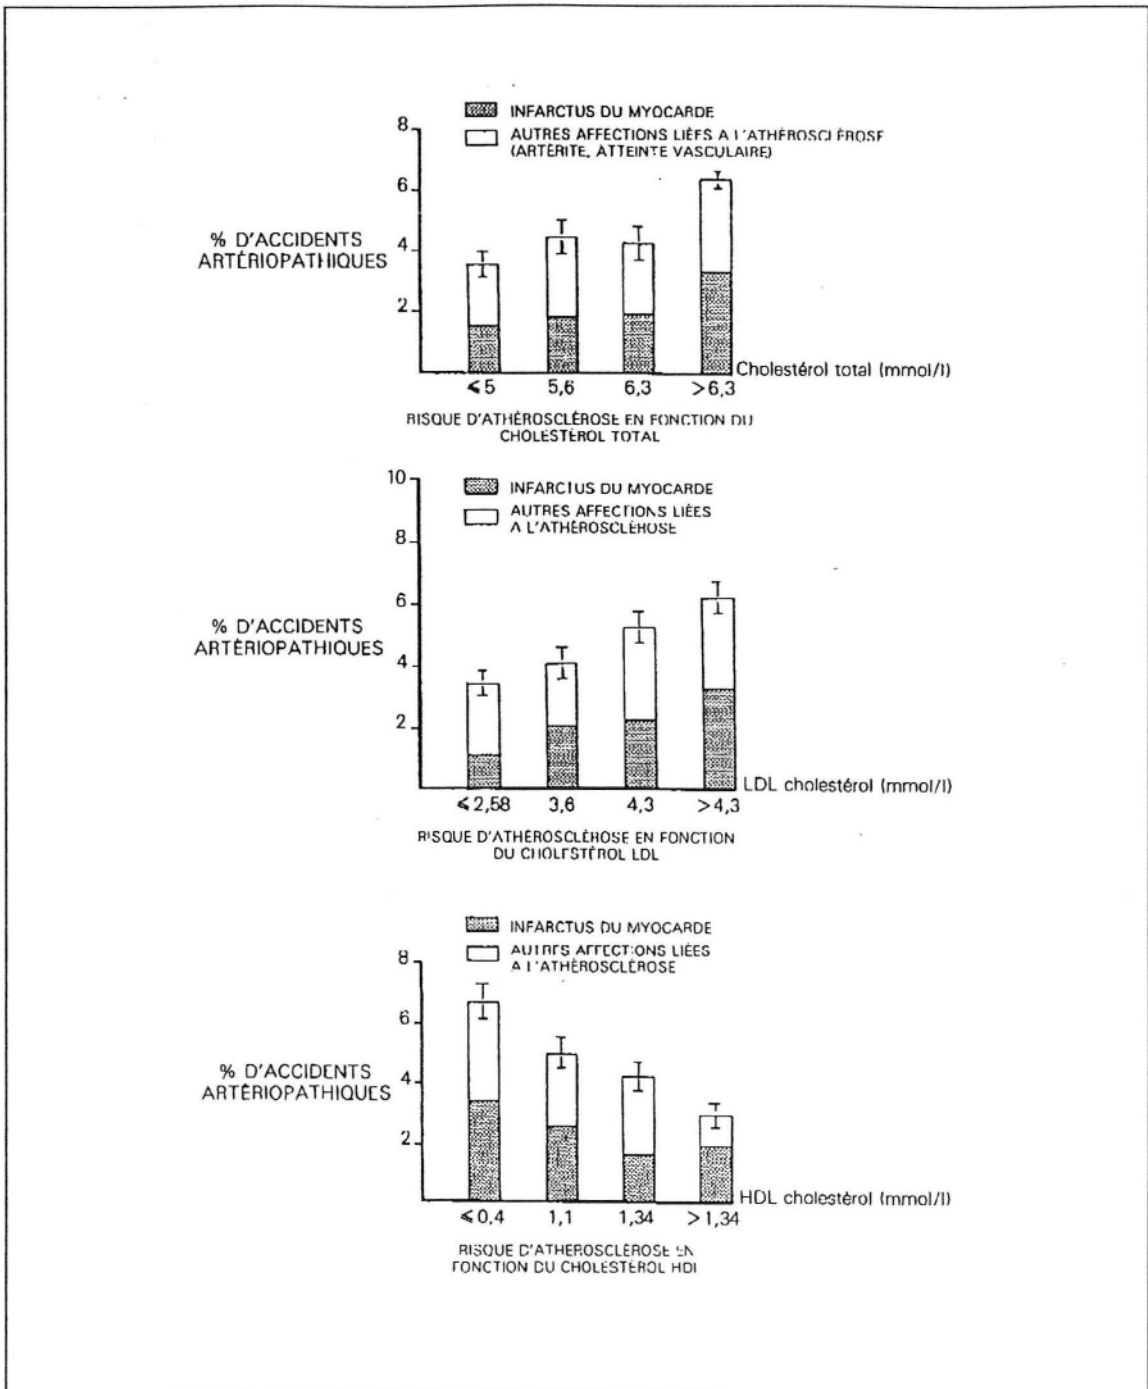 INFARCTUS DU MYOCARDE
AUTRES AFFECTIONS LIÉES A L'ATHÉROSCLÉROSE
(ARTÉRITE, ATTEINTE VASCULAIRE)
8
6
4
2
% D'ACCIDENTS
ARTÉRIOPATHIQUES
Cholestérol total (mmol/l)
⩽5 5,6 6,3 >6,3
RISQUE D'ATHÉROSCLÉROSE EN FONCTION DU
CHOLESTÉROL TOTAL
INFARCTUS DU MYOCARDE
AUTRES AFFECTIONS LIÉES
A L'ATHÉROSCLÉROSE
10
8
6
4
2
% D'ACCIDENTS
ARTÉRIOPATHIQUES
LDL cholestérol (mmol/l)
⩽2,58 3,6 4,3 >4,3
RISQUE D'ATHÉROSCLÉROSE EN FONCTION
DU CHOLESTÉROL LDL
INFARCTUS DU MYOCARDE
AUTRES AFFECTIONS LIÉES
A L'ATHÉROSCLÉROSE
8
6
4
2
% D'ACCIDENTS
ARTÉRIOPATHIQUES
HDL cholestérol (mmol/l)
⩽0,4 1,1 1,34 >1,34
RISQUE D'ATHEROSCLÉROSE EN
FONCTION DU CHOLESTÉROL HDL